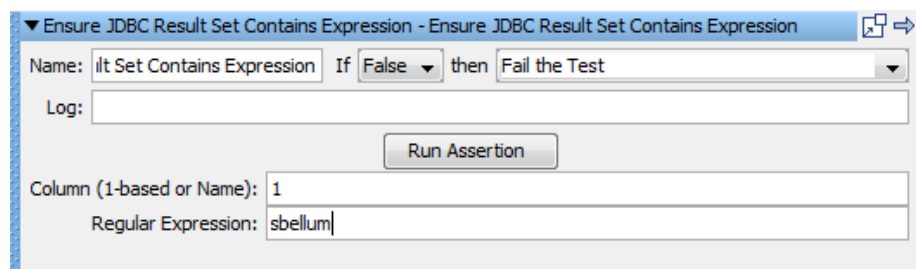 Ensure JDBC Result Set Contains Expression - Ensure JDBC Result Set Contains Expression
Name: lt Set Contains Expression If False then Fail the Test
Log:
Run Assertion
Column (1-based or Name): 1
Regular Expression: sbellum